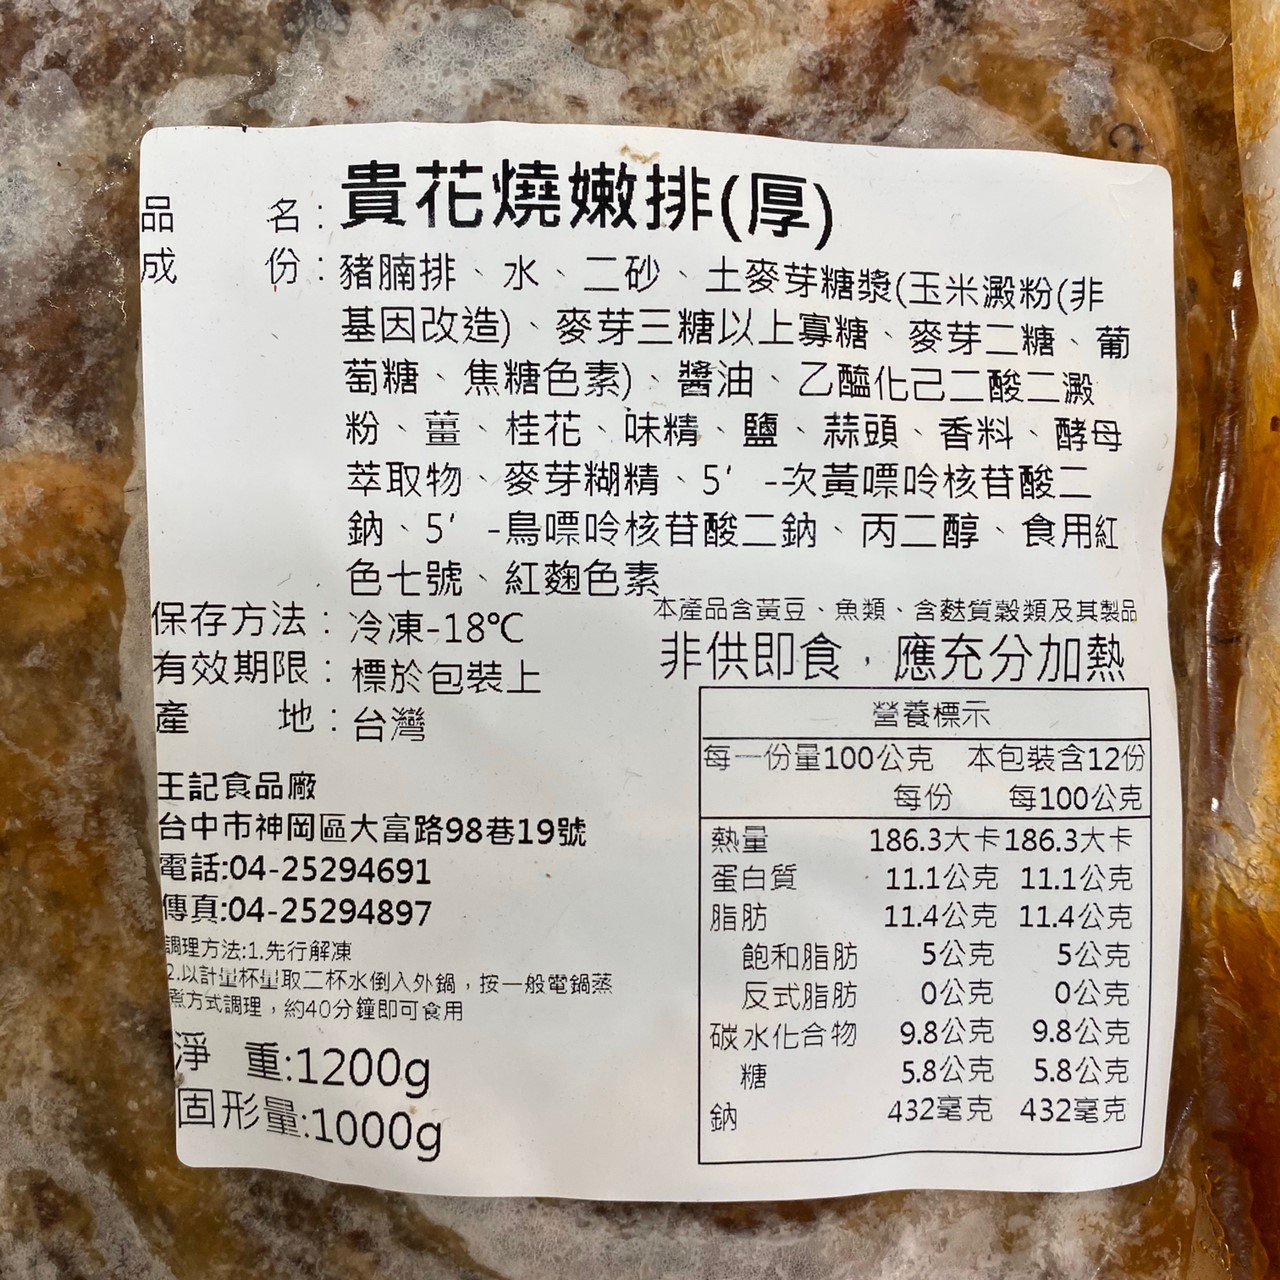 品　　名：貴花燒嫩排(厚)
成　　份：豬腩排、水、二砂、土麥芽糖漿(玉米澱粉(非
基因改造)、麥芽三糖以上寡糖、麥芽二糖、葡
萄糖、焦糖色素)、醬油、乙醯化己二酸二澱
粉、薑、桂花、味精、鹽、蒜頭、香料、酵母
萃取物、麥芽糊精、5' -次黃嘌呤核苷酸二
鈉、5' -鳥嘌呤核苷酸二鈉、丙二醇、食用紅
色七號、紅麴色素
本產品含黃豆、魚類、含麩質穀類及其製品
保存方法：冷凍-18℃
非供即食，應充分加熱
有效期限：標於包裝上
產　　地：台灣
王記食品廠
台中市神岡區大富路98巷19號
電話:04-25294691
傳真:04-25294897
調理方法:1.先行解凍
2.以計量杯量取二杯水倒入外鍋，按一般電鍋蒸
煮方式調理，約40分鐘即可食用
淨　重:1200g
固形量:1000g
營養標示
每一份量100公克　本包裝含12份
每份　每100公克
熱量　186.3大卡 186.3大卡
蛋白質　11.1公克 11.1公克
脂肪　11.4公克 11.4公克
飽和脂肪　5公克　5公克
反式脂肪　0公克　0公克
碳水化合物　9.8公克　9.8公克
糖　5.8公克　5.8公克
鈉　432毫克　432毫克